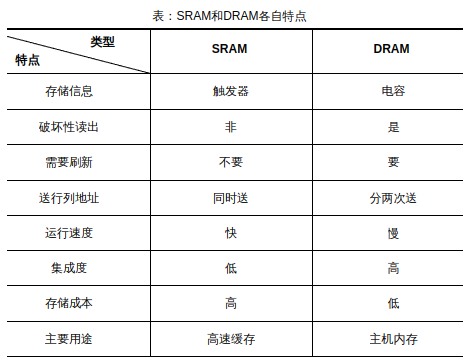 表：SRAM和DRAM各自特点
类型
特点
SRAM
DRAM
存储信息 触发器 电容
破坏性读出 非 是
需要刷新 不要 要
送行列地址 同时送 分两次送
运行速度 快 慢
集成度 低 高
存储成本 高 低
主要用途 高速缓存 主机内存